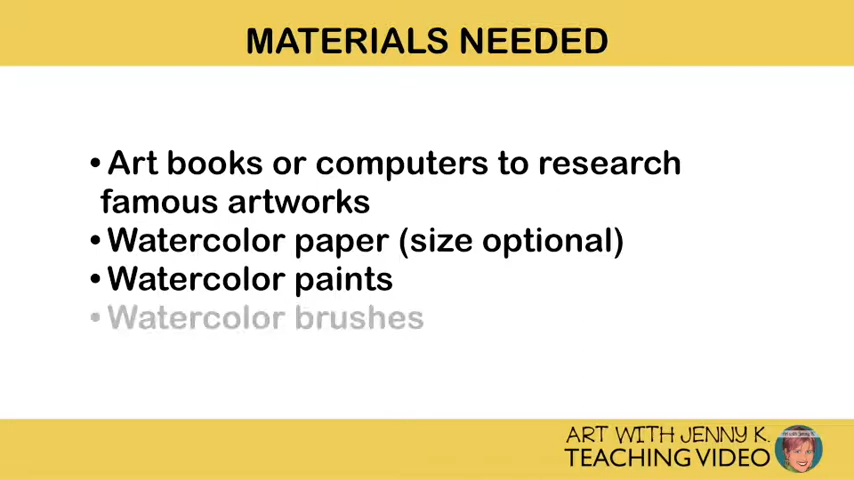 MATERIALS NEEDED
• Art books or computers to research
famous artworks
• Watercolor paper (size optional)
• Watercolor paints
• Watercolor brushes
ART WITH JENNY K.
TEACHING VIDEO